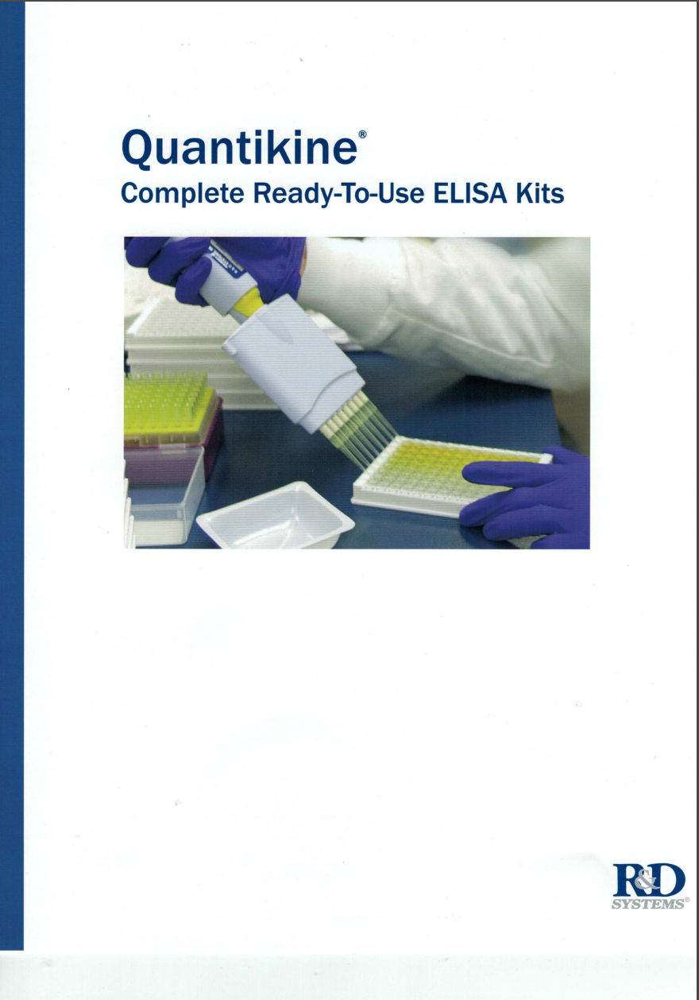 Quantikine®
Complete Ready-To-Use ELISA Kits
R&D
SYSTEMS®